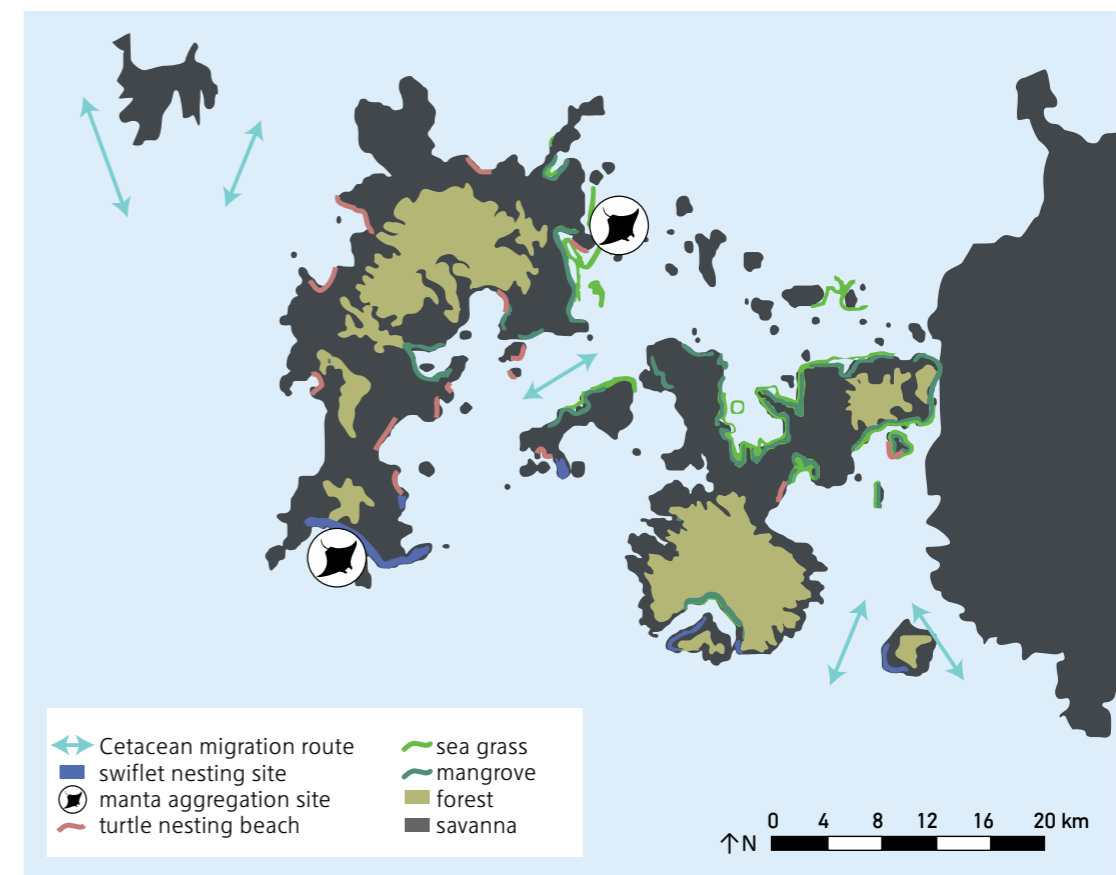 Cetacean migration route
swiflet nesting site
manta aggregation site
turtle nesting beach
sea grass
mangrove
forest
savanna
0 4 8 12 16 20 km
↑N